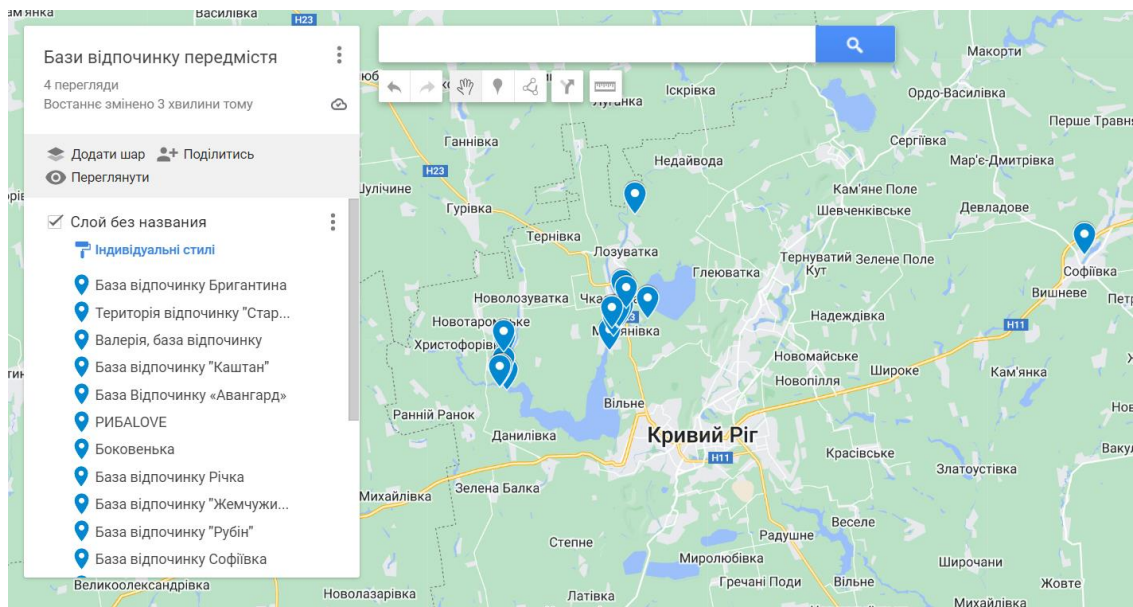 Василівка
H23
Бази відпочинку передмістя
4 перегляди
Востаннє змінено 3 хвилини тому
Додати шар
Поділитись
Переглянути
Слой без названия
Індивідуальні стилі
База відпочинку Бригантина
Територія відпочинку "Стар...
Валерія, база відпочинку
База відпочинку "Каштан"
База Відпочинку «Авангард»
РИБАLOVE
Боковенька
База відпочинку Річка
База відпочинку "Жемчужи...
База відпочинку "Рубін"
База відпочинку Софіївка
Великоолександрівка
Макорти
Іскрівка
Ордо-Василівка
Перше Травня
Ганнівка
Сергіївка
Недайвода
Мар'є-Дмитрівка
H23
Кам'яне Поле
Гурівка
Шевченківське
Девладове
Тернівка
Лозуватка
Тернуватий Кут
Зелене Поле
Глеюватка
Софіївка
Новолозуватка
Вишневе
Надеждівка
H11
Христофорівка
Новомайське
Широке
Кам'янка
Новопілля
Вільне
Ранній Ранок
Данилівка
Кривий Ріг
H11
Красівське
Златоустівка
Михайлівка
Зелена Балка
Веселе
Степне
Радушне
Миролюбівка
Широчани
Гречані Поди
Вільне
Жовте
Новолазарівка
Латівка
Михайлівка